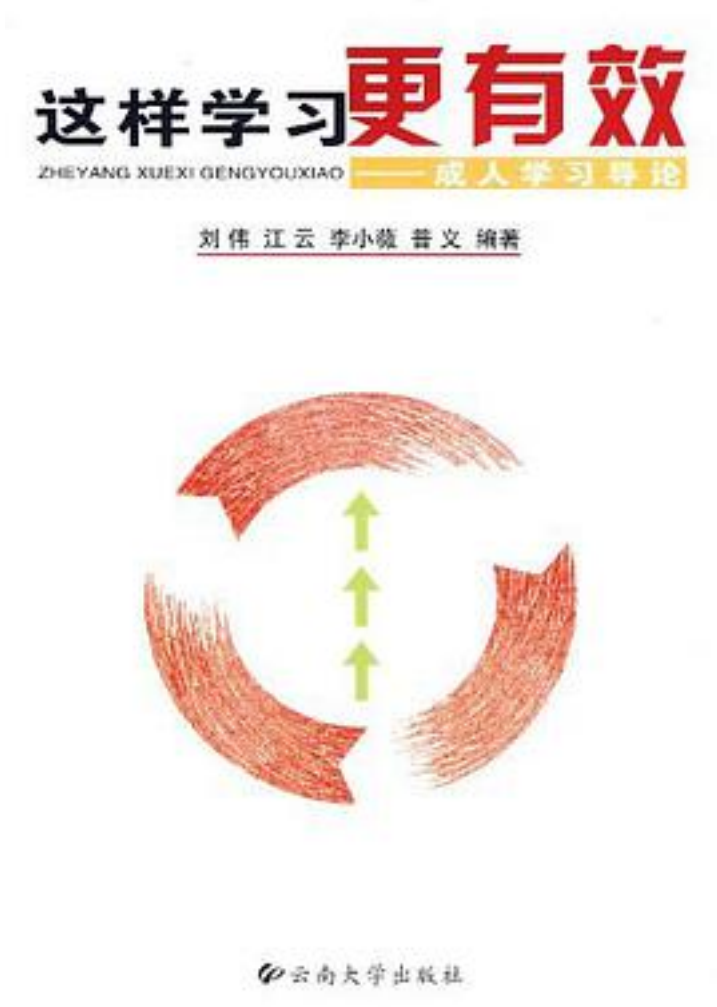 这样学习更有效
ZHEYANG XUEXI GENGYOUXIAO ——成人学习导论
刘伟 江云 李小薇 普文 编著
云南大学出版社